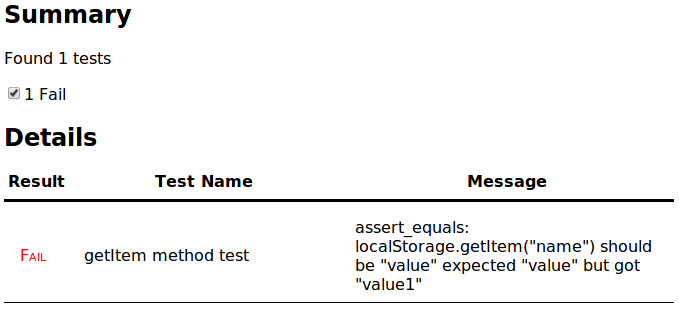 Summary
Found 1 tests
1 Fail
Details
Result Test Name Message
Fail getItem method test
assert_equals:
localStorage.getItem("name") should
be "value" expected "value" but got
"value1"